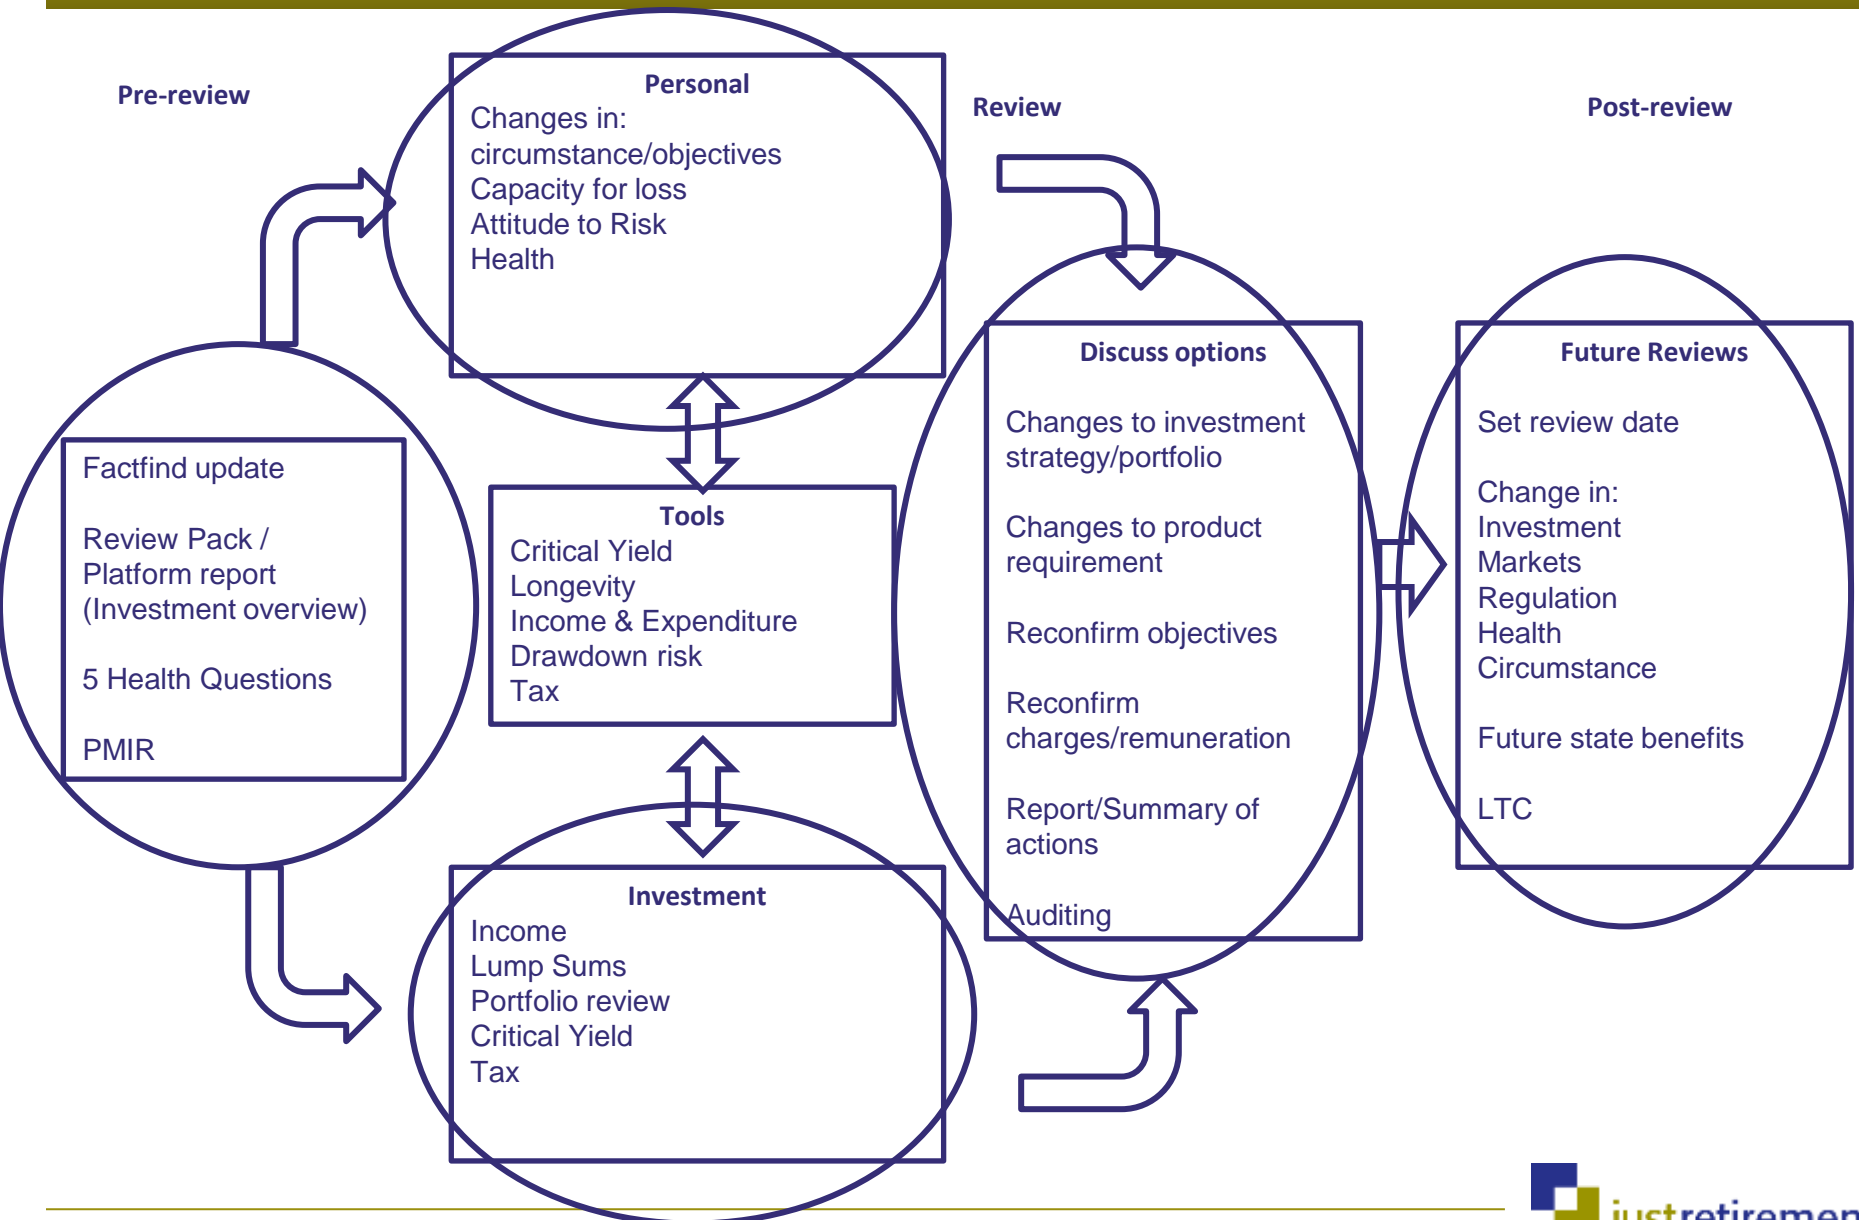 Pre-review
Personal
Changes in:
circumstance/objectives
Capacity for loss
Attitude to Risk
Health
Review
Post-review
Factfind update
Review Pack /
Platform report
(Investment overview)
5 Health Questions
PMIR
Tools
Critical Yield
Longevity
Income & Expenditure
Drawdown risk
Tax
Investment
Income
Lump Sums
Portfolio review
Critical Yield
Tax
Discuss options
Changes to investment
strategy/portfolio
Changes to product
requirement
Reconfirm objectives
Reconfirm
charges/remuneration
Report/Summary of
actions
Auditing
Future Reviews
Set review date
Change in:
Investment
Markets
Regulation
Health
Circumstance
Future state benefits
LTC
justretiremen